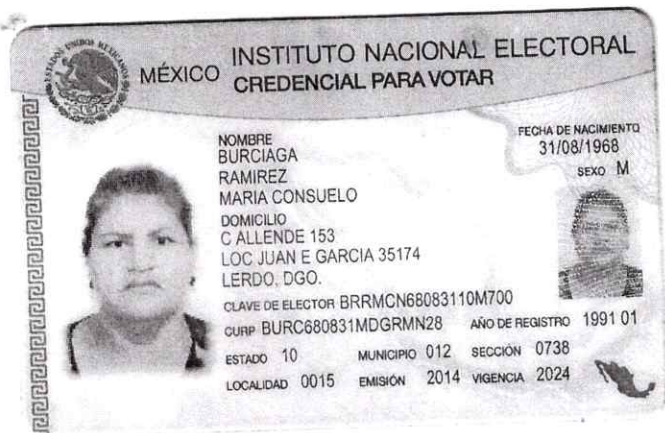 MÉXICO INSTITUTO NACIONAL ELECTORAL
CREDENCIAL PARA VOTAR
NOMBRE
BURCIAGA
RAMIREZ
MARIA CONSUELO
FECHA DE NACIMIENTO
31/08/1968
SEXO M
DOMICILIO
C ALLENDE 153
LOC JUAN E GARCIA 35174
LERDO, DGO.
CLAVE DE ELECTOR BRRMCN68083110M700
CURP BURC680831MDGRMN28 AÑO DE REGISTRO 1991 01
ESTADO 10 MUNICIPIO 012 SECCIÓN 0738
LOCALIDAD 0015 EMISIÓN 2014 VIGENCIA 2024